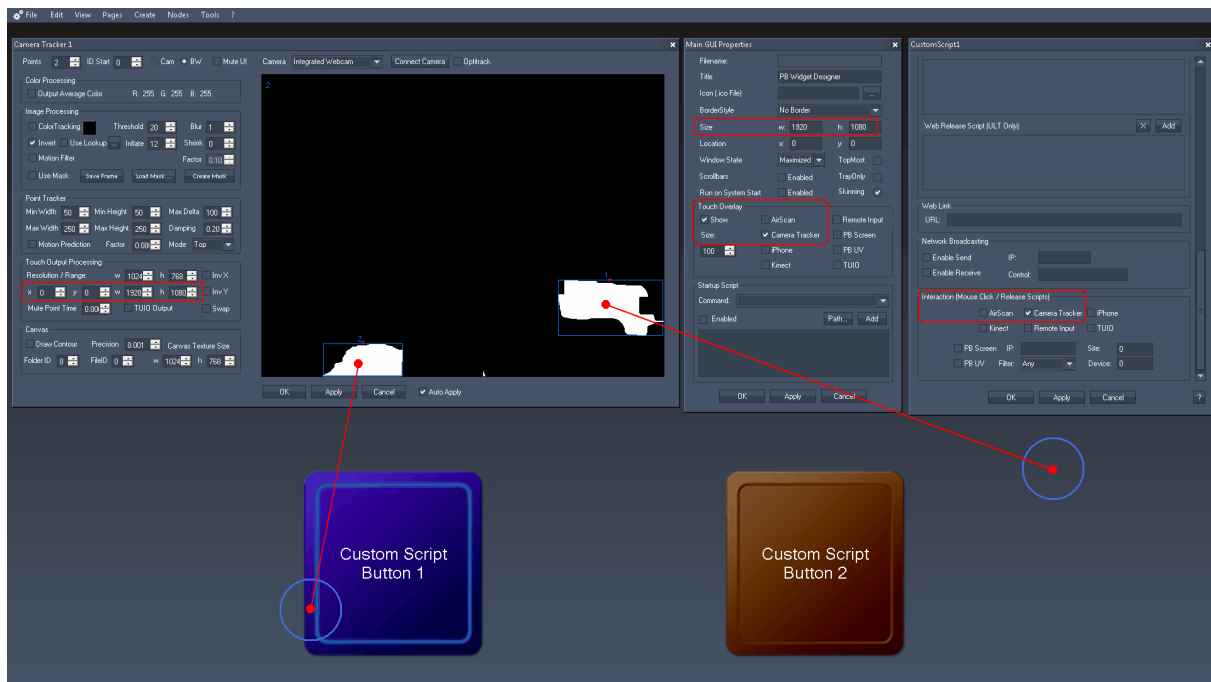 File Edit View Pages Create Nodes Tools ?
Camera Tracker 1
Points 2 ID Start 0 Cam BW Mute UI Camera Integrated Webcam Connect Camera Optitrack
Color Processing
Output Average Color R: 255 G: 255 B: 255
Image Processing
ColorTracking Threshold 20 Blur 1
Invert Use Lookup ... Inflate 12 Shrink 0
Motion Filter Factor 0.10
Use Mask Save Frame Load Mask ... Create Mask
Point Tracker
Min Width 50 Min Height 50 Max Delta 100
Max Width 250 Max Height 250 Damping 0.20
Motion Prediction Factor 0.00 Mode Top
Touch Output Processing
Resolution / Range: w 1024 h 768 Inv X
x 0 y 0 w 1920 h 1080 Inv Y
Mute Point Time 0.00 TUIO Output Swap
Canvas
Draw Contour Precision 0.001 Canvas Texture Size
Folder ID 0 FileID 0 w 1024 h 768
2
1
2
OK Apply Cancel Auto Apply
Main GUI Properties
Filename:
Title PB Widget Designer
Icon (.ico File) ...
BorderStyle No Border
Size w: 1920 h: 1080
Location x: 0 y: 0
Window State Maximized TopMost
Scrollbars Enabled TrayOnly
Run on System Start Enabled Skinning
Touch Overlay
Show AirScan Remote Input
Size: Camera Tracker PB Screen
100 iPhone PB UV
Kinect TUIO
Startup Script
Command:
Enabled Path... Add
OK Apply Cancel
CustomScript1
Web Release Script (ULT Only): X Add
Web Link
URL:
Network Broadcasting
Enable Send IP:
Enable Receive Control:
Interaction (Mouse Click / Release Scripts)
AirScan Camera Tracker iPhone
Kinect Remote Input TUIO
PB Screen IP: Site: 0
PB UV Filter: Any Device: 0
OK Apply Cancel ?
Custom Script
Button 1
Custom Script
Button 2